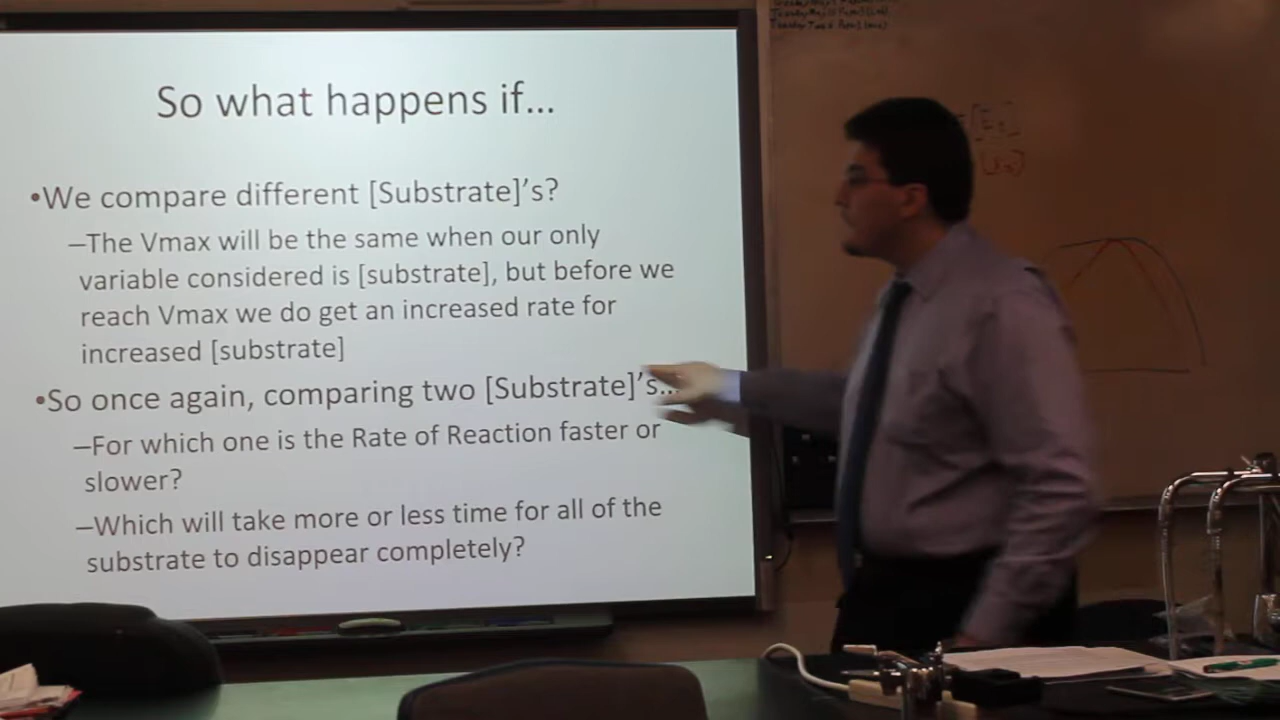 So what happens if...
•We compare different [Substrate]'s?
–The Vmax will be the same when our only
variable considered is [substrate], but before we
reach Vmax we do get an increased rate for
increased [substrate]
•So once again, comparing two [Substrate]'s...
–For which one is the Rate of Reaction faster or
slower?
–Which will take more or less time for all of the
substrate to disappear completely?